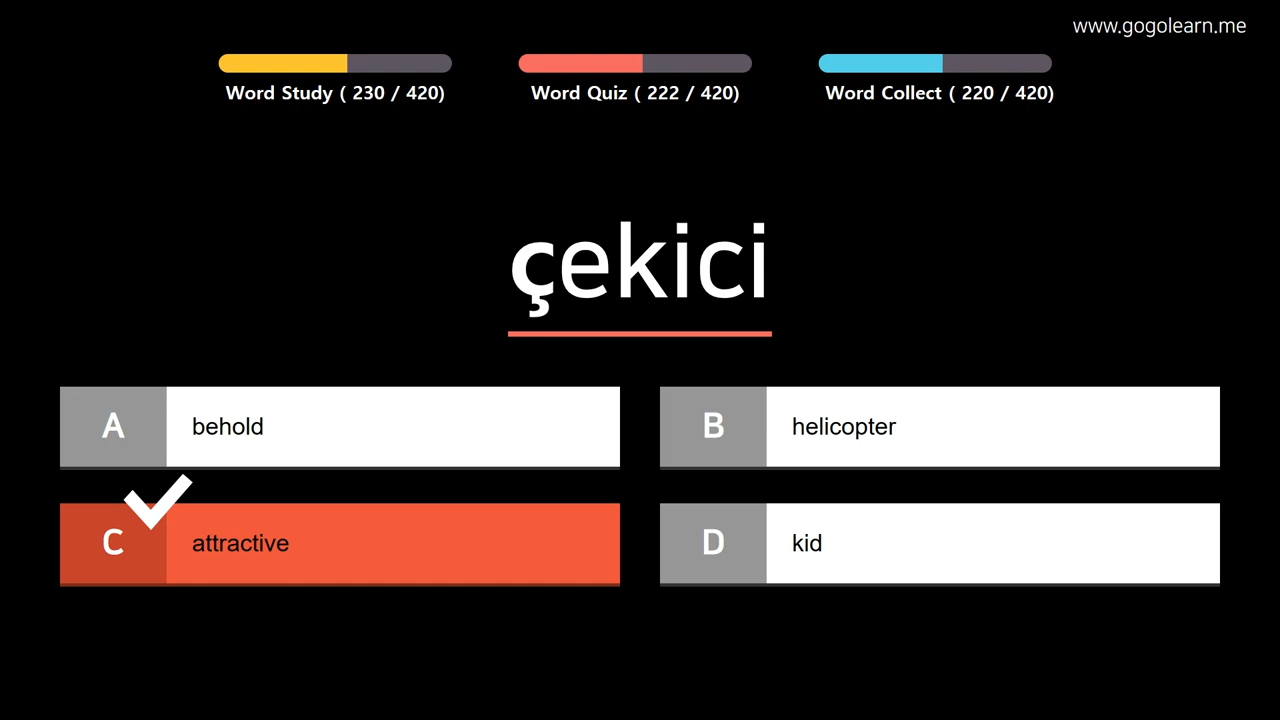 www.gogolearn.me
Word Study ( 230 / 420)
Word Quiz ( 222 / 420)
Word Collect ( 220 / 420)
çekici
A behold
B helicopter
C attractive
D kid